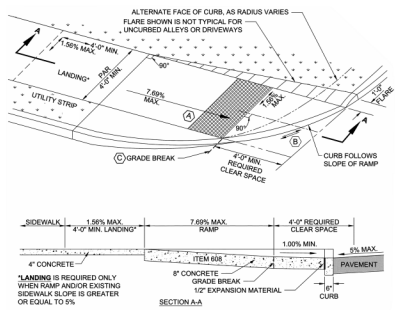 ALTERNATE FACE OF CURB, AS RADIUS VARIES
FLARE SHOWN IS NOT TYPICAL FOR
UNCURBED ALLEYS OR DRIVEWAYS
A
4'-0" MIN.
1.56% MAX.
LANDING*
PAR
4'-0" MIN.
90°
UTILITY STRIP
7.69%
MAX.
A
7.56%
MAX.
90°
1'-0"
FLARE
A
B
C GRADE BREAK
4'-0" MIN.
REQUIRED
CLEAR SPACE
CURB FOLLOWS
SLOPE OF RAMP
SIDEWALK
1.56% MAX.
4'-0" MIN. LANDING*
7.69% MAX.
RAMP
4'-0" REQUIRED
CLEAR SPACE
1.00% MIN.
5% MAX.
ITEM 608
PAVEMENT
4" CONCRETE
8" CONCRETE
GRADE BREAK
1/2" EXPANSION MATERIAL
6"
CURB
*LANDING IS REQUIRED ONLY
WHEN RAMP AND/OR EXISTING
SIDEWALK SLOPE IS GREATER
OR EQUAL TO 5%
SECTION A-A